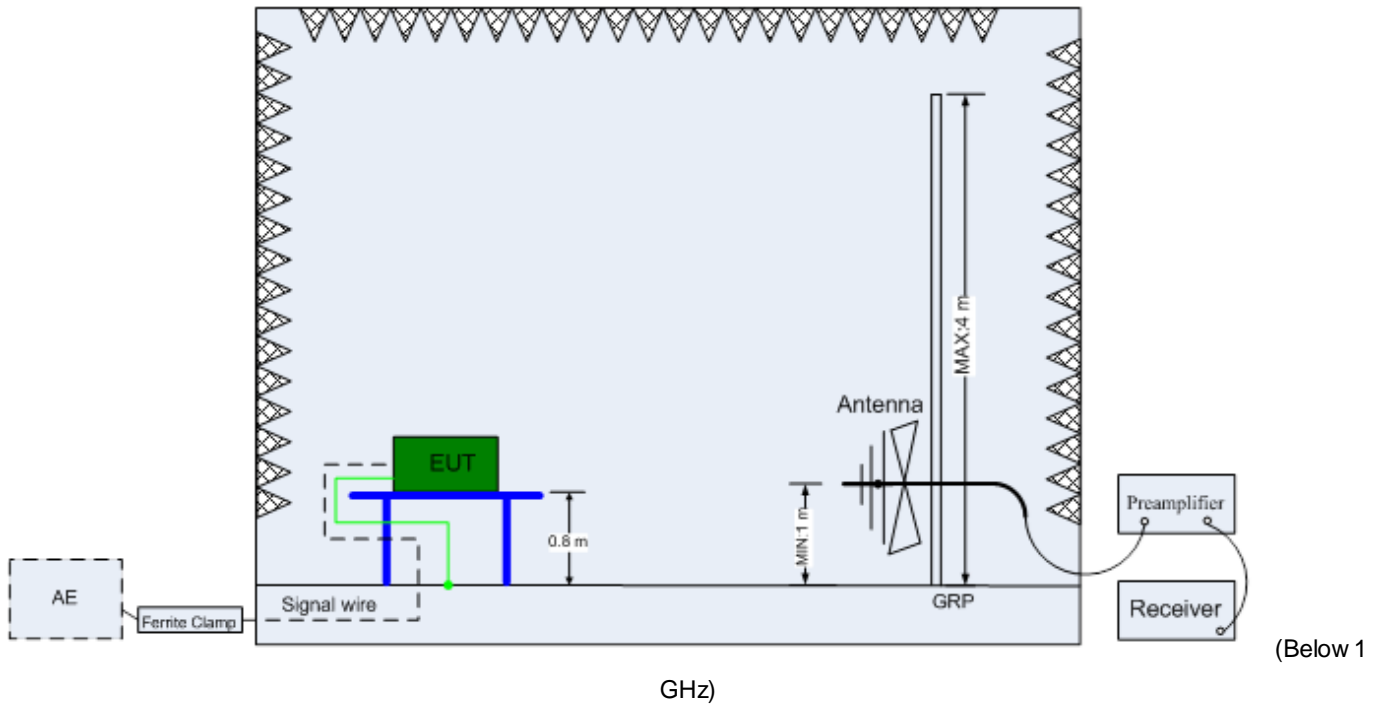 MAX:4 m
Antenna
EUT
Preamplifier
MIN:1 m
0.8 m
AE
Signal wire
GRP
Receiver
Ferrite Clamp
(Below 1
GHz)